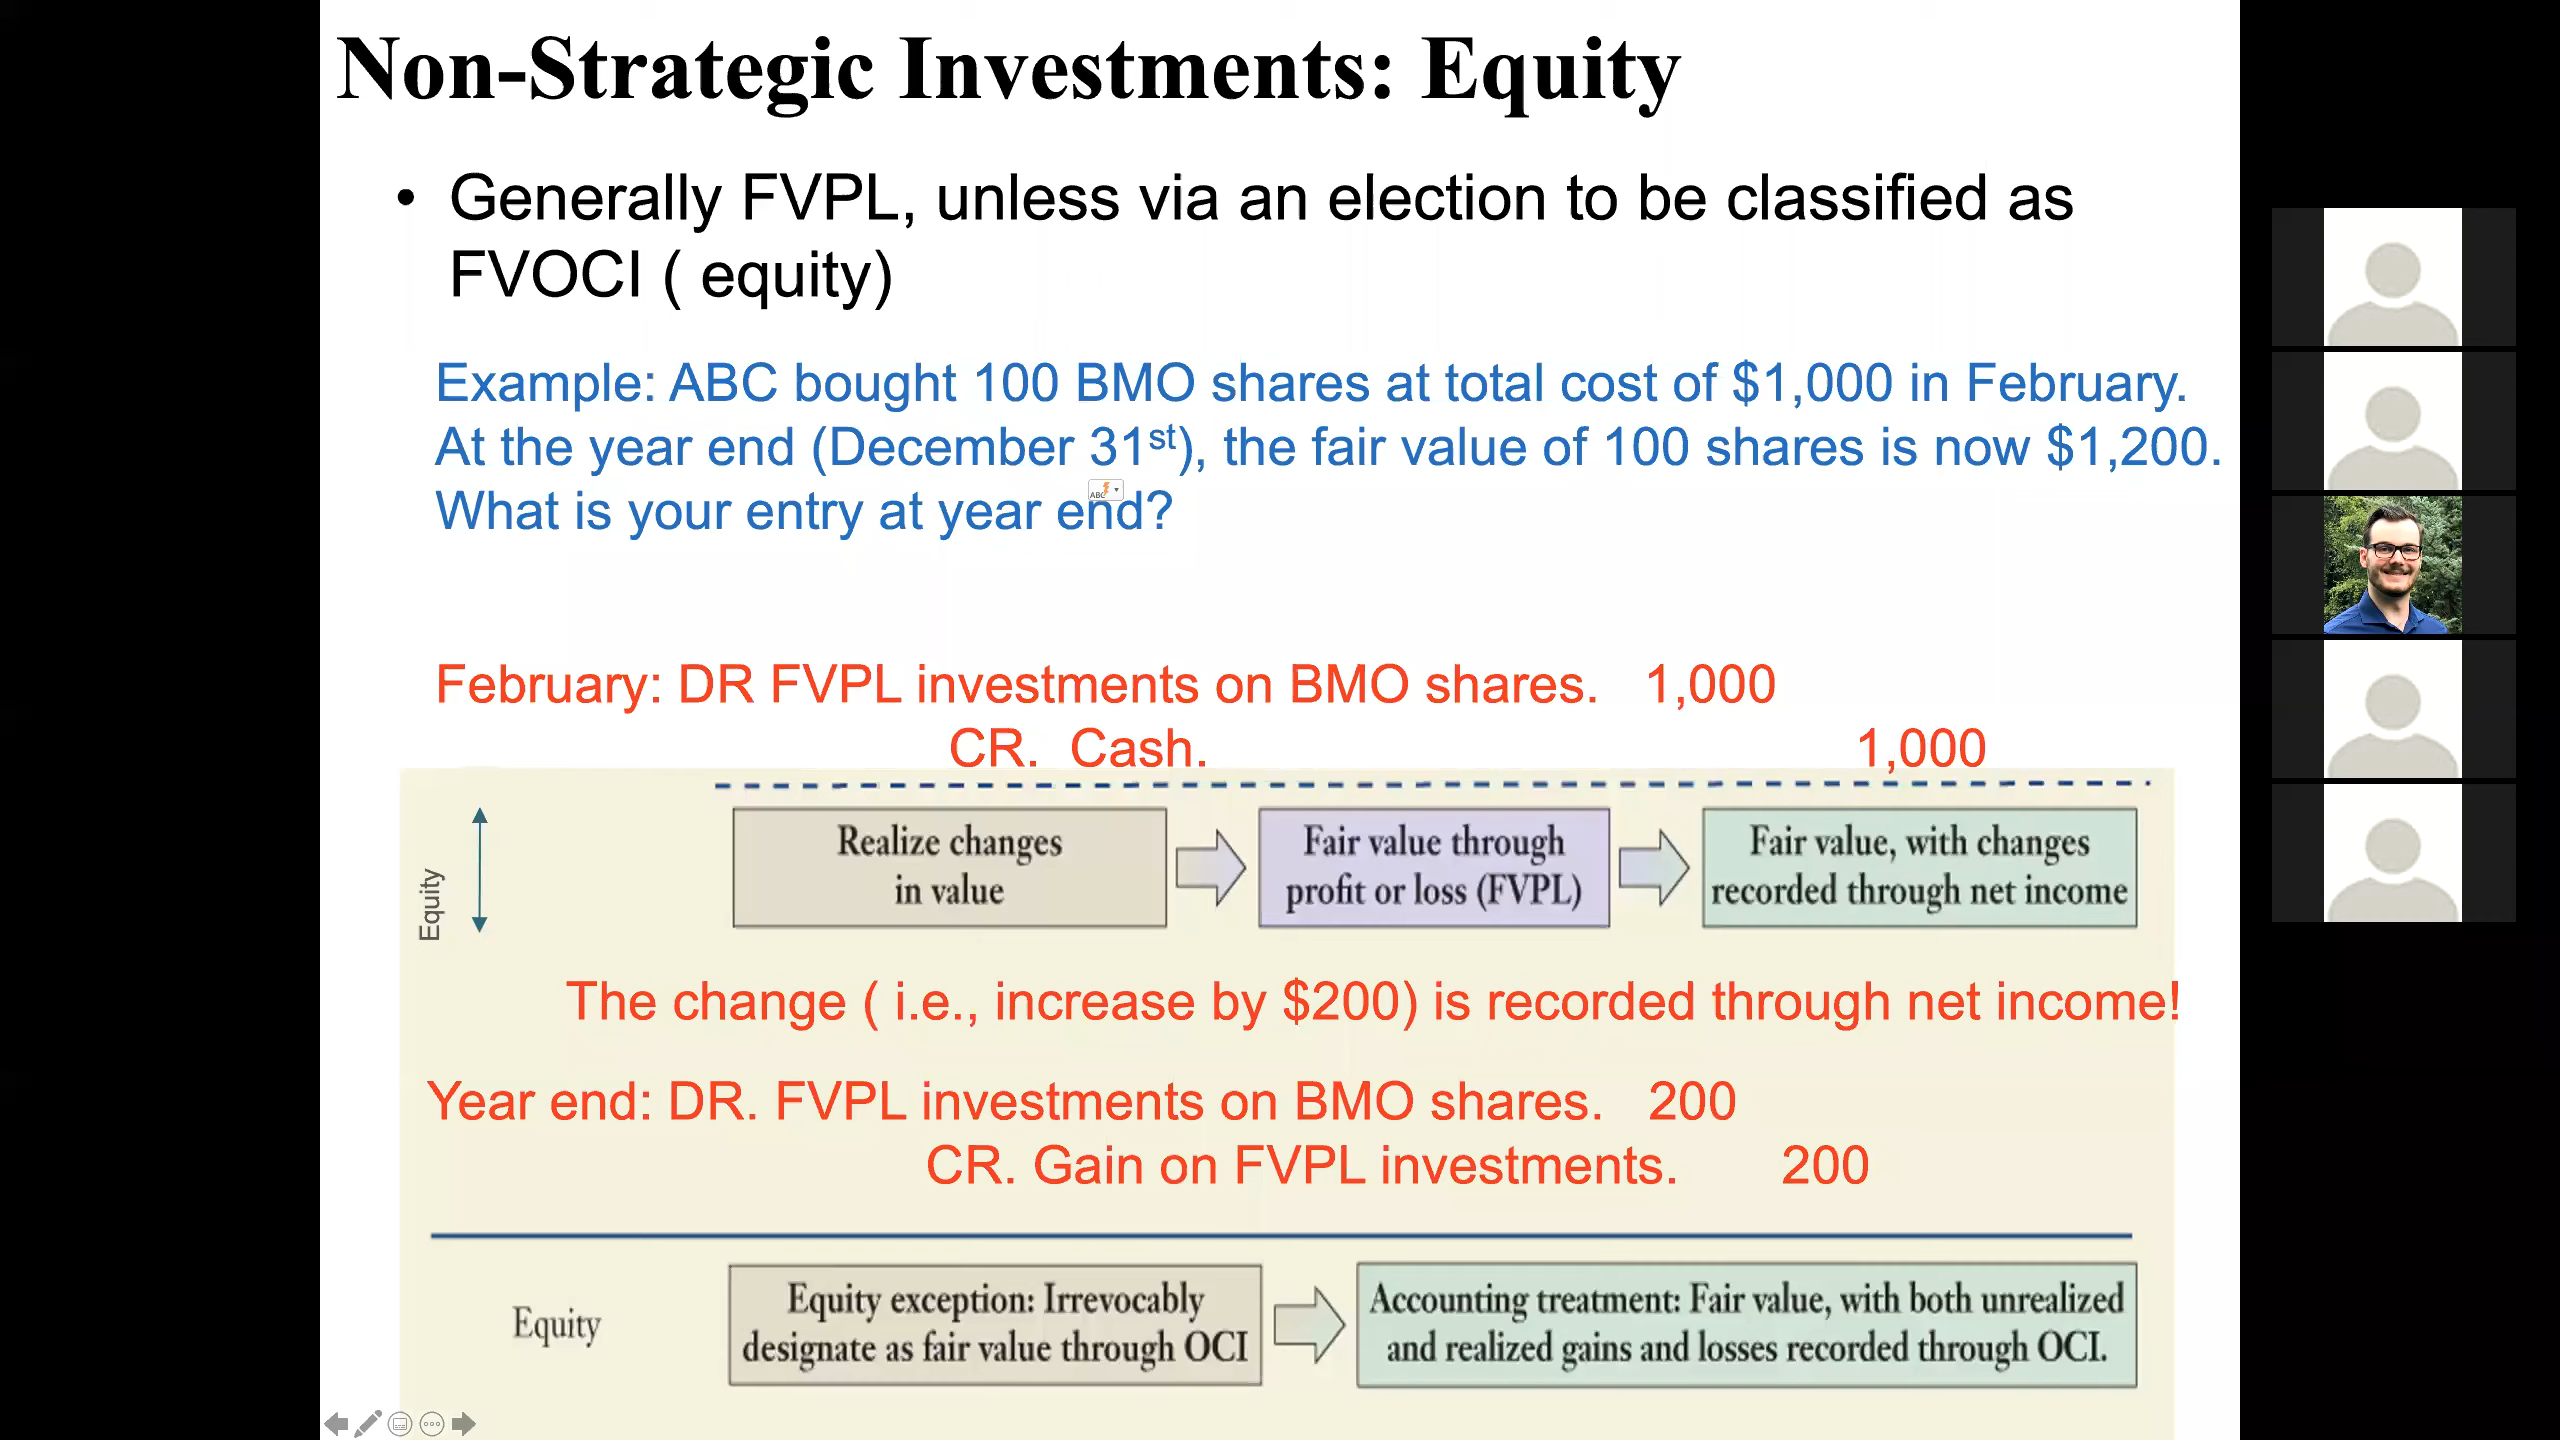 Non-Strategic Investments: Equity
• Generally FVPL, unless via an election to be classified as
FVOCI ( equity)
Example: ABC bought 100 BMO shares at total cost of $1,000 in February.
At the year end (December 31st), the fair value of 100 shares is now $1,200.
What is your entry at year end?
ABC
February: DR FVPL investments on BMO shares. 1,000
CR. Cash. 1,000
Equity
Realize changes
in value
Fair value through
profit or loss (FVPL)
Fair value, with changes
recorded through net income
The change ( i.e., increase by $200) is recorded through net income!
Year end: DR. FVPL investments on BMO shares. 200
CR. Gain on FVPL investments. 200
Equity
Equity exception: Irrevocably
designate as fair value through OCI
Accounting treatment: Fair value, with both unrealized
and realized gains and losses recorded through OCI.